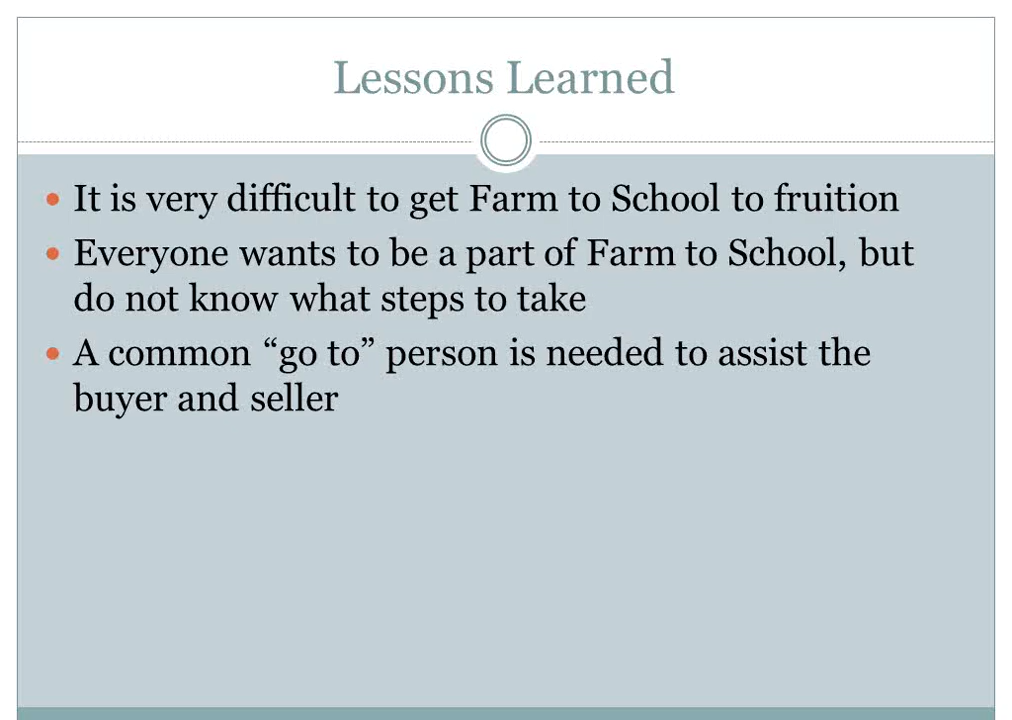 Lessons Learned
• It is very difficult to get Farm to School to fruition
• Everyone wants to be a part of Farm to School, but
do not know what steps to take
• A common “go to” person is needed to assist the
buyer and seller